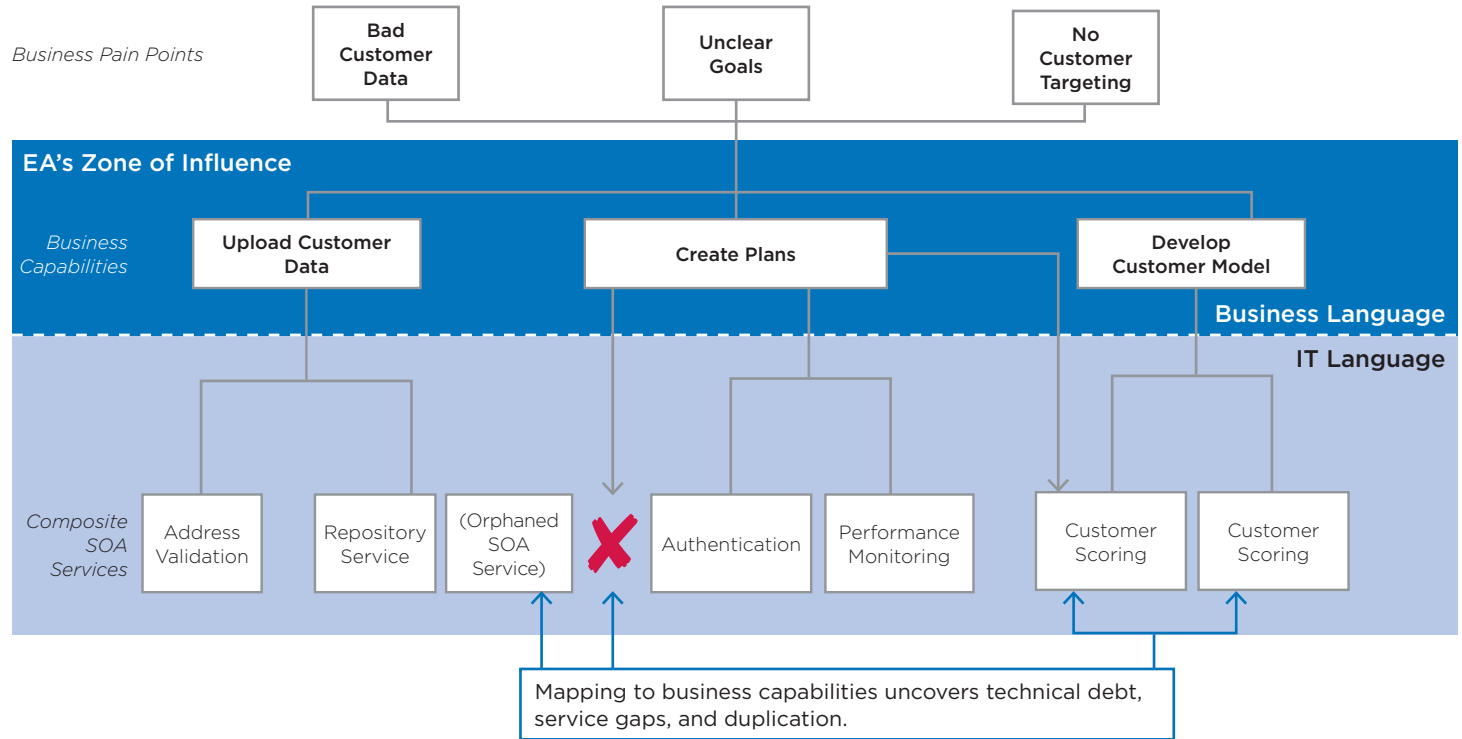 Business Pain Points
Bad
Customer
Data
Unclear
Goals
No
Customer
Targeting
EA's Zone of Influence
Business
Capabilities
Upload Customer
Data
Create Plans
Develop
Customer Model
Business Language
IT Language
Composite
SOA
Services
Address
Validation
Repository
Service
(Orphaned
SOA
Service)
Authentication
Performance
Monitoring
Customer
Scoring
Customer
Scoring
Mapping to business capabilities uncovers technical debt,
service gaps, and duplication.